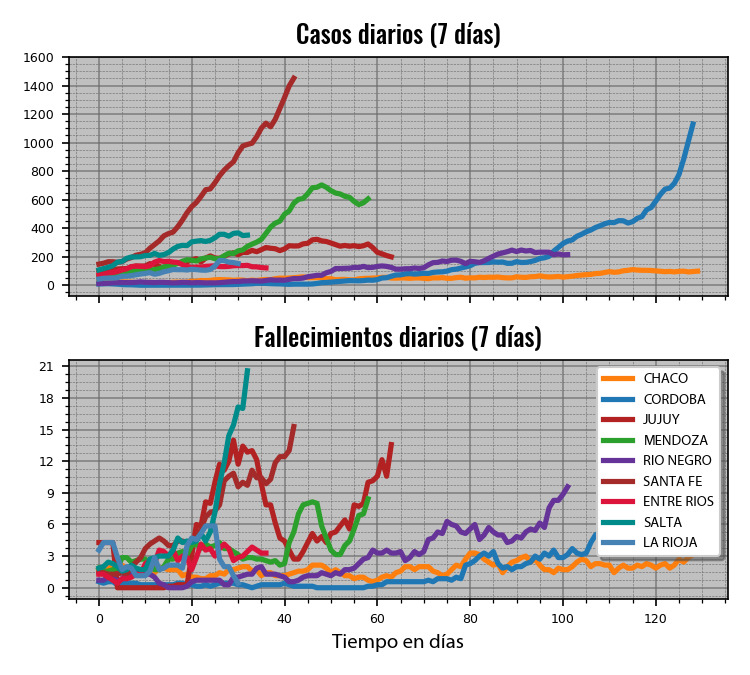 Casos diarios (7 días)
1600
1400
1200
1000
800
600
400
200
0
Fallecimientos diarios (7 días)
21
18
15
12
9
6
3
0
CHACO
CORDOBA
JUJUY
MENDOZA
RIO NEGRO
SANTA FE
ENTRE RIOS
SALTA
LA RIOJA
0 20 40 60 80 100 120
Tiempo en días